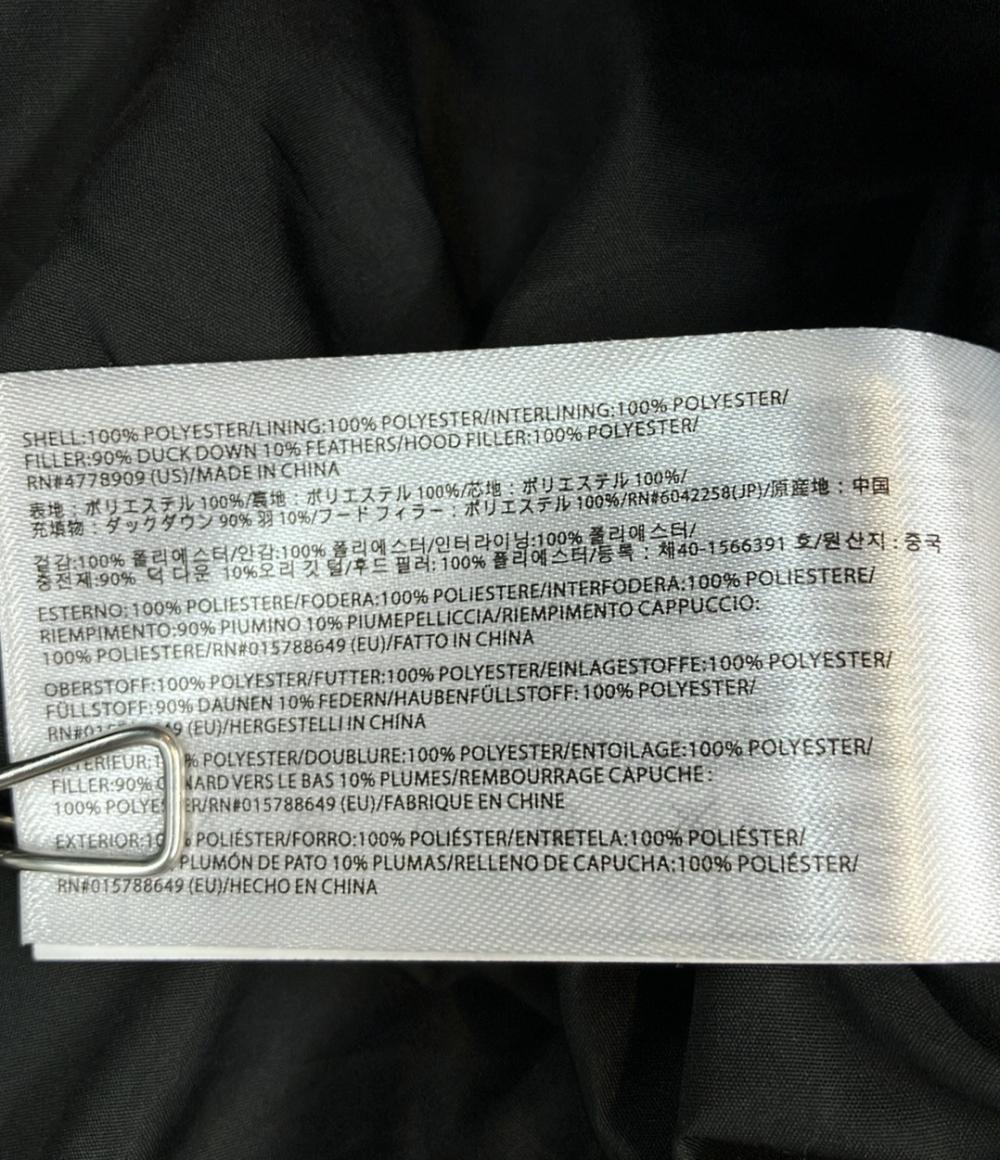 SHELL:100% POLYESTER/LINING:100% POLYESTER/INTERLINING:100% POLYESTER/
FILLER:90% DUCK DOWN 10% FEATHERS/HOOD FILLER:100% POLYESTER/
RN#4778909 (US)/MADE IN CHINA
表地：ポリエステル 100%/裏地：ポリエステル 100%/芯地：ポリエステル 100%/
充填物：ダックダウン 90% 羽 10%/フード フィラー：ポリエステル 100%/RN#6042258(JP)/原産地：中国
겉감:100% 폴리에스터/안감:100% 폴리에스터/인터라이닝:100% 폴리에스터/
충전제:90% 덕 다운 10%오리 깃 털/후드 필러: 100% 폴리에스터/등록 : 제40-1566391 호/원산지 : 중국
ESTERNO:100% POLIESTERE/FODERA:100% POLIESTERE/INTERFODERA:100% POLIESTERE/
RIEMPIMENTO:90% PIUMINO 10% PIUMEPELLICCIA/RIEMPIMENTO CAPPUCCIO:
100% POLIESTERE/RN#015788649 (EU)/FATTO IN CHINA
OBERSTOFF:100% POLYESTER/FUTTER:100% POLYESTER/EINLAGESTOFFE:100% POLYESTER/
FÜLLSTOFF:90% DAUNEN 10% FEDERN/HAUBENFÜLLSTOFF:100% POLYESTER/
(EU)/HERGESTELLI IN CHINA
% POLYESTER/DOUBLURE:100% POLYESTER/ENTOILAGE:100% POLYESTER/
FILLER:90% VERS LE BAS 10% PLUMES/REMBOURRAGE CAPUCHE:
100% /RN#015788649 (EU)/FABRIQUE EN CHINE
EXTERIOR: POLIÉSTER/FORRO:100% POLIÉSTER/ENTRETELA:100% POLIÉSTER/
PLUMÓN DE PATO 10% PLUMAS/RELLENO DE CAPUCHA:100% POLIÉSTER/
RN#015788649 (EU)/HECHO EN CHINA